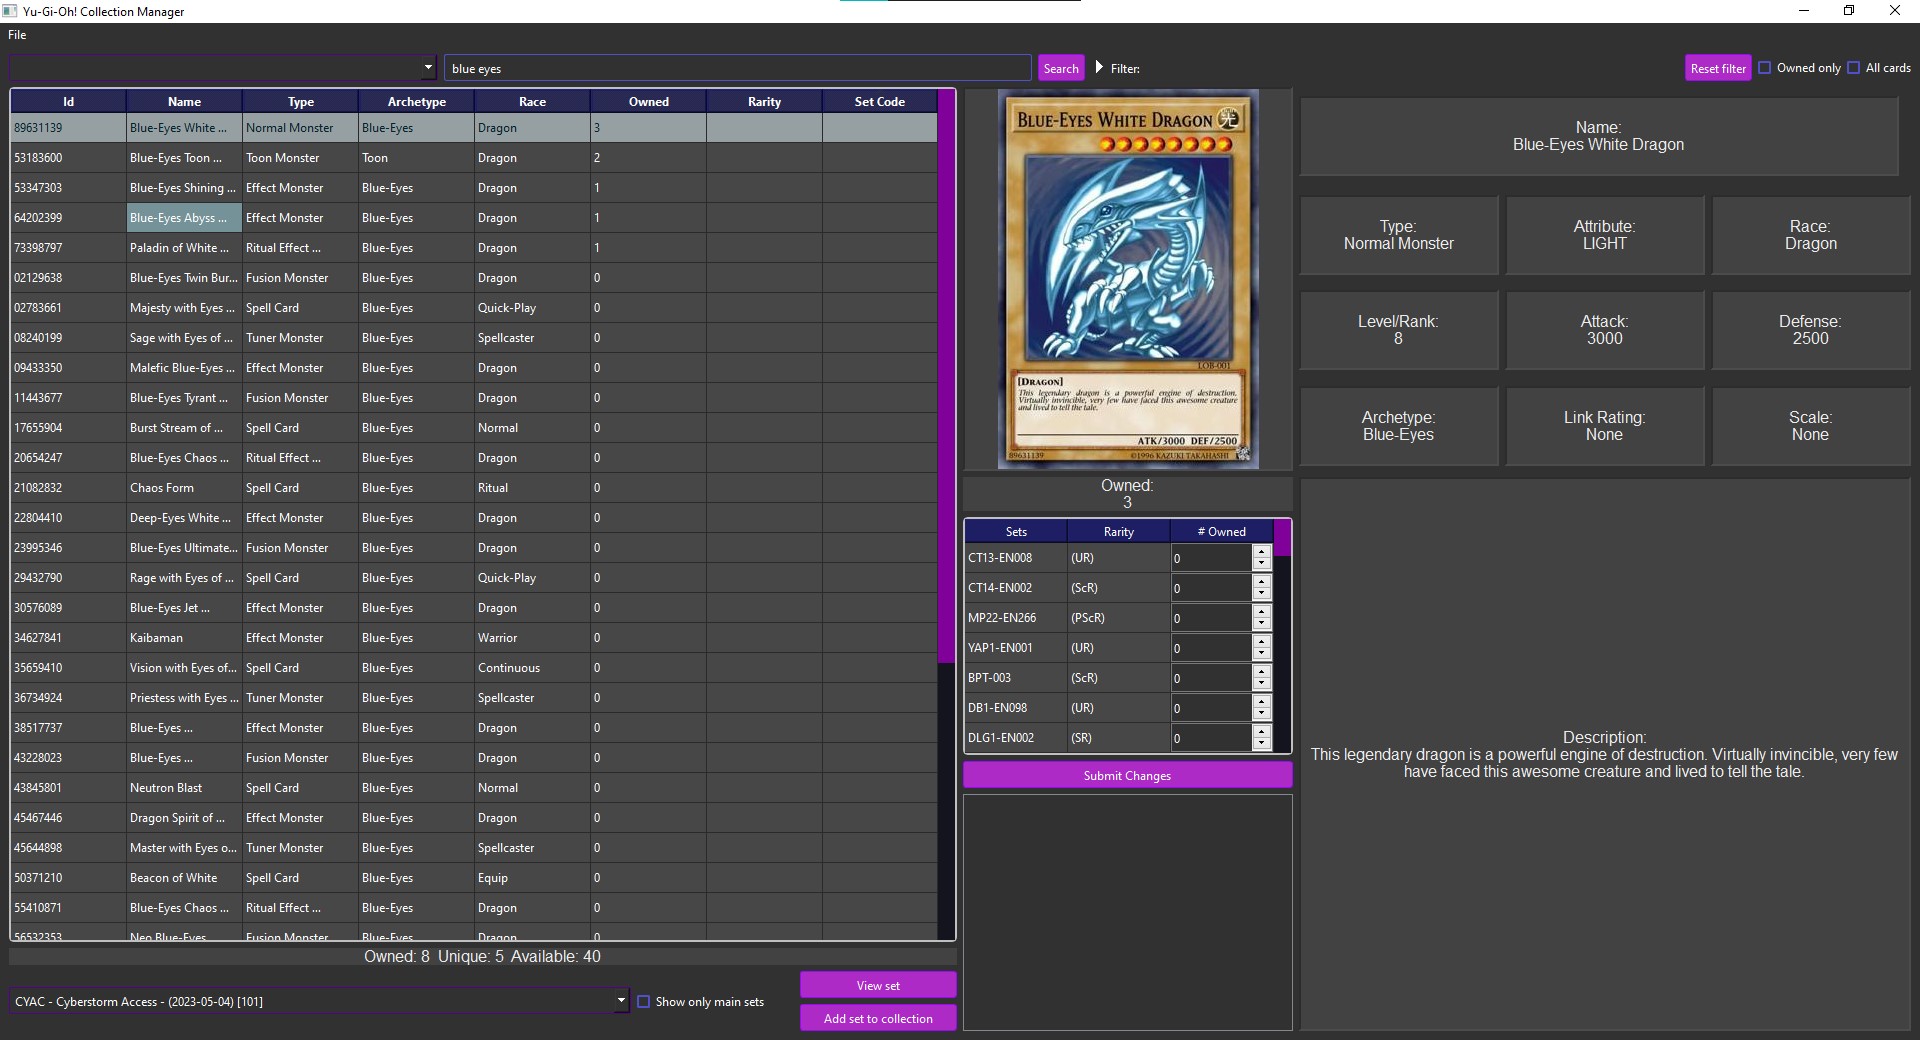 Yu-Gi-Oh! Collection Manager
File
blue eyes
Search
Filter:
Reset filter
Owned only
All cards
Id Name Type Archetype Race Owned Rarity Set Code
89631139 Blue-Eyes White ... Normal Monster Blue-Eyes Dragon 3
53183600 Blue-Eyes Toon ... Toon Monster Toon Dragon 2
53347303 Blue-Eyes Shining ... Effect Monster Blue-Eyes Dragon 1
64202399 Blue-Eyes Abyss ... Effect Monster Blue-Eyes Dragon 1
73398797 Paladin of White ... Ritual Effect ... Blue-Eyes Dragon 1
02129638 Blue-Eyes Twin Bur... Fusion Monster Blue-Eyes Dragon 0
02783661 Majesty with Eyes ... Spell Card Blue-Eyes Quick-Play 0
08240199 Sage with Eyes of ... Tuner Monster Blue-Eyes Spellcaster 0
09433350 Malefic Blue-Eyes ... Effect Monster Blue-Eyes Dragon 0
11443677 Blue-Eyes Tyrant ... Fusion Monster Blue-Eyes Dragon 0
17655904 Burst Stream of ... Spell Card Blue-Eyes Normal 0
20654247 Blue-Eyes Chaos ... Ritual Effect ... Blue-Eyes Dragon 0
21082832 Chaos Form Spell Card Blue-Eyes Ritual 0
22804410 Deep-Eyes White ... Effect Monster Blue-Eyes Dragon 0
23995346 Blue-Eyes Ultimate... Fusion Monster Blue-Eyes Dragon 0
29432790 Rage with Eyes of ... Spell Card Blue-Eyes Quick-Play 0
30576089 Blue-Eyes Jet ... Effect Monster Blue-Eyes Dragon 0
34627841 Kaibaman Effect Monster Blue-Eyes Warrior 0
35659410 Vision with Eyes of... Spell Card Blue-Eyes Continuous 0
36734924 Priestess with Eyes ... Tuner Monster Blue-Eyes Spellcaster 0
38517737 Blue-Eyes ... Effect Monster Blue-Eyes Dragon 0
43228023 Blue-Eyes ... Fusion Monster Blue-Eyes Dragon 0
43845801 Neutron Blast Spell Card Blue-Eyes Normal 0
45467446 Dragon Spirit of ... Effect Monster Blue-Eyes Dragon 0
45644898 Master with Eyes o... Tuner Monster Blue-Eyes Spellcaster 0
50371210 Beacon of White Spell Card Blue-Eyes Equip 0
55410871 Blue-Eyes Chaos ... Ritual Effect ... Blue-Eyes Dragon 0
56532353 Neo Blue-Eyes Fusion Monster Blue-Eyes Dragon 0
Owned: 8 Unique: 5 Available: 40
CYAC - Cyberstorm Access - (2023-05-04) [101]
Show only main sets
View set
Add set to collection
BLUE-EYES WHITE DRAGON
光
LOB-001
[DRAGON]
This legendary dragon is a powerful engine of destruction.
Virtually invincible, very few have faced this awesome creature
and lived to tell the tale.
ATK/3000 DEF/2500
89631139 ©1996 KAZUKI TAKAHASHI
Owned:
3
Sets Rarity # Owned
CT13-EN008 (UR) 0
CT14-EN002 (ScR) 0
MP22-EN266 (PScR) 0
YAP1-EN001 (UR) 0
BPT-003 (ScR) 0
DB1-EN098 (UR) 0
DLG1-EN002 (SR) 0
Submit Changes
Name:
Blue-Eyes White Dragon
Type:
Normal Monster
Attribute:
LIGHT
Race:
Dragon
Level/Rank:
8
Attack:
3000
Defense:
2500
Archetype:
Blue-Eyes
Link Rating:
None
Scale:
None
Description:
This legendary dragon is a powerful engine of destruction. Virtually invincible, very few
have faced this awesome creature and lived to tell the tale.